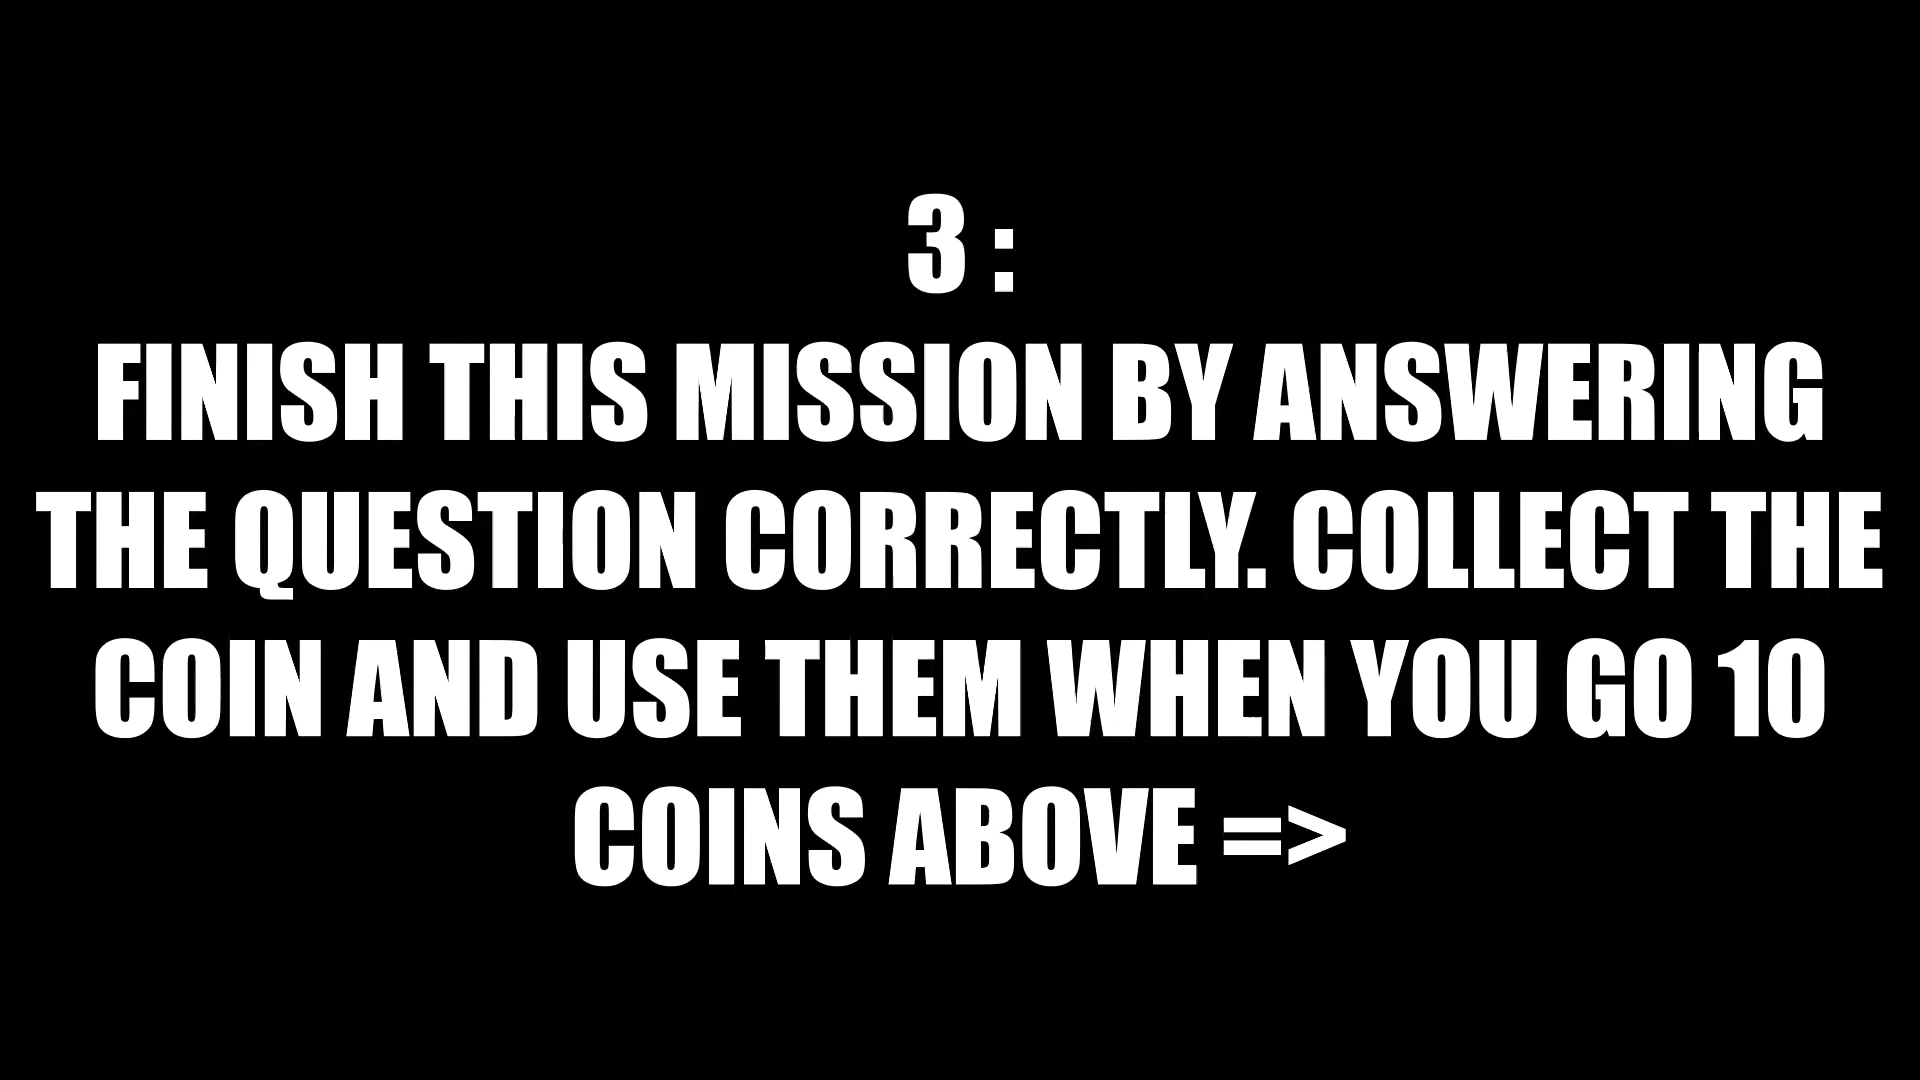 3 :
FINISH THIS MISSION BY ANSWERING
THE QUESTION CORRECTLY. COLLECT THE
COIN AND USE THEM WHEN YOU GO 10
COINS ABOVE =>